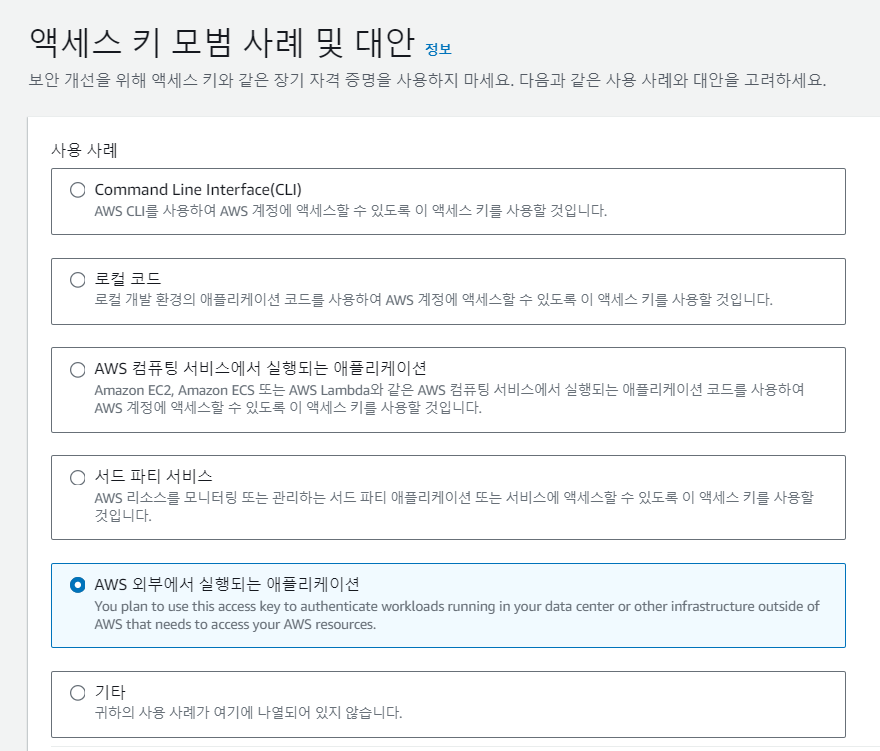 액세스 키 모범 사례 및 대안 정보
보안 개선을 위해 액세스 키와 같은 장기 자격 증명을 사용하지 마세요. 다음과 같은 사용 사례와 대안을 고려하세요.
사용 사례
Command Line Interface(CLI)
AWS CLI를 사용하여 AWS 계정에 액세스할 수 있도록 이 액세스 키를 사용할 것입니다.
로컬 코드
로컬 개발 환경의 애플리케이션 코드를 사용하여 AWS 계정에 액세스할 수 있도록 이 액세스 키를 사용할 것입니다.
AWS 컴퓨팅 서비스에서 실행되는 애플리케이션
Amazon EC2, Amazon ECS 또는 AWS Lambda와 같은 AWS 컴퓨팅 서비스에서 실행되는 애플리케이션 코드를 사용하여
AWS 계정에 액세스할 수 있도록 이 액세스 키를 사용할 것입니다.
서드 파티 서비스
AWS 리소스를 모니터링 또는 관리하는 서드 파티 애플리케이션 또는 서비스에 액세스할 수 있도록 이 액세스 키를 사용할
것입니다.
AWS 외부에서 실행되는 애플리케이션
You plan to use this access key to authenticate workloads running in your data center or other infrastructure outside of
AWS that needs to access your AWS resources.
기타
귀하의 사용 사례가 여기에 나열되어 있지 않습니다.